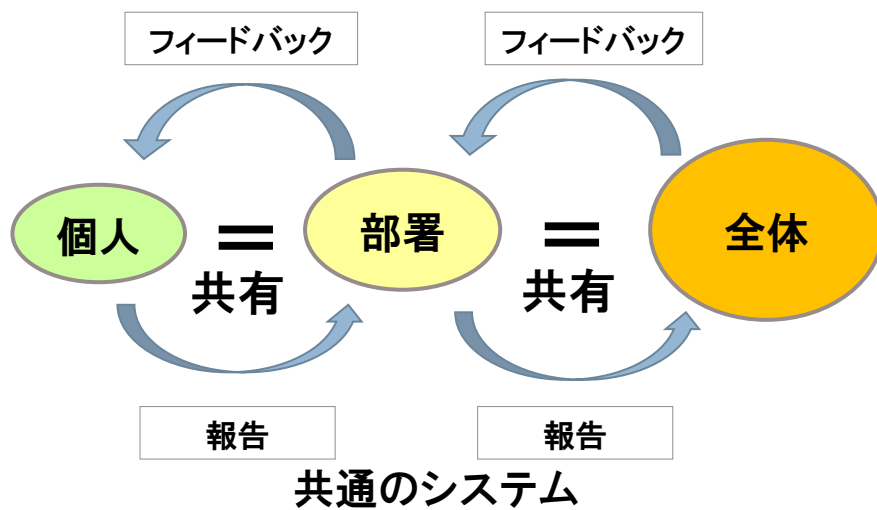 フィードバック
フィードバック
個人
=
共有
部署
=
共有
全体
報告
報告
共通のシステム